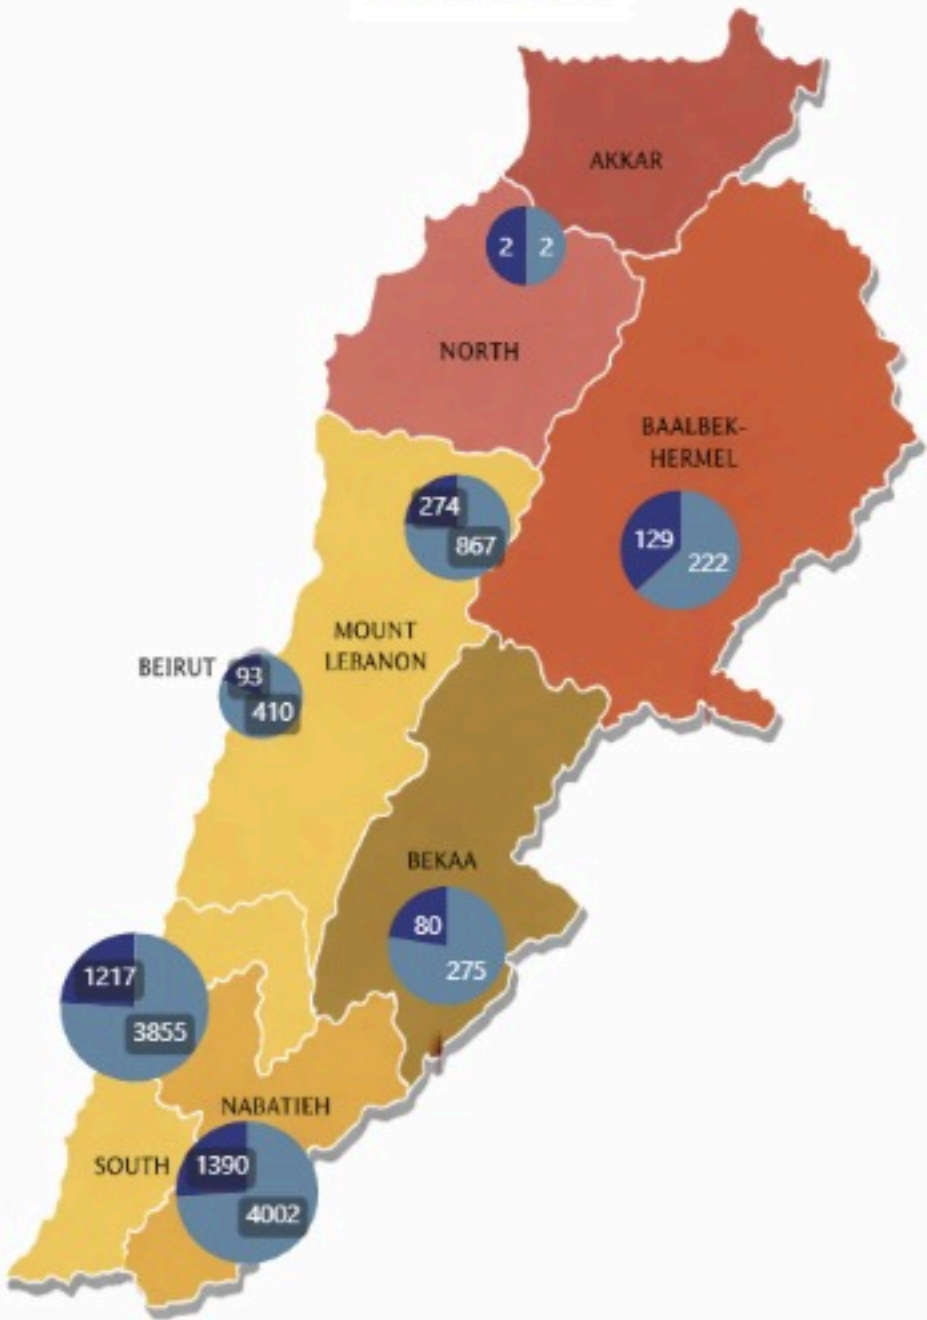 AKKAR
2 2
NORTH
BAALBEK-
HERMEL
274
867
129
222
MOUNT
LEBANON
BEIRUT
93
410
BEKAA
80
275
1217
3855
NABATIEH
SOUTH
1390
4002